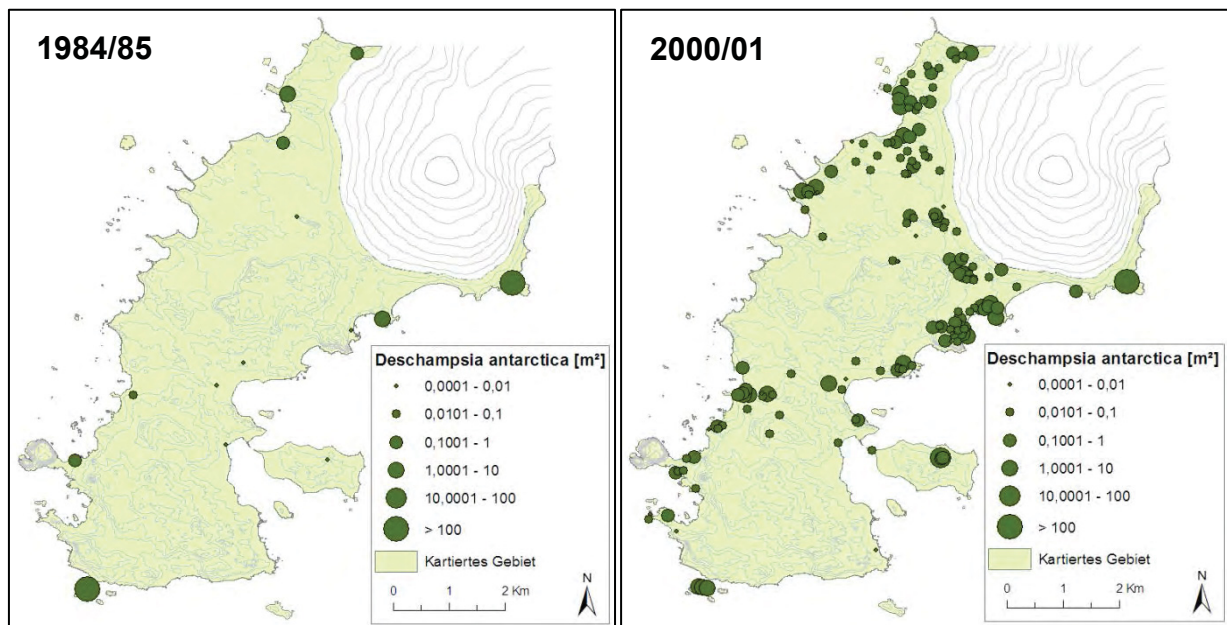 1984/85
Deschampsia antarctica [m²]
0,0001 - 0,01
0,0101 - 0,1
0,1001 - 1
1,0001 - 10
10,0001 - 100
> 100
Kartiertes Gebiet
0 1 2 Km
N
2000/01
Deschampsia antarctica [m²]
0,0001 - 0,01
0,0101 - 0,1
0,1001 - 1
1,0001 - 10
10,0001 - 100
> 100
Kartiertes Gebiet
0 1 2 Km
N